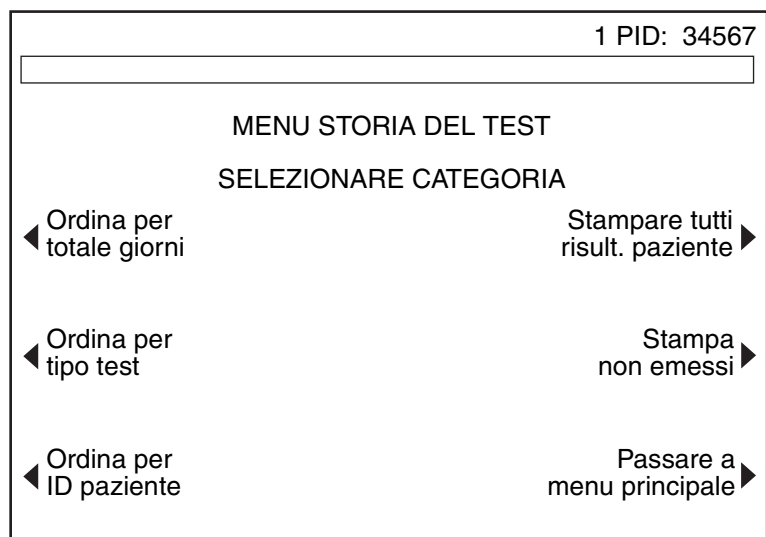 1 PID: 34567
MENU STORIA DEL TEST
SELEZIONARE CATEGORIA
Ordina per
totale giorni
Stampare tutti
risult. paziente
Ordina per
tipo test
Stampa
non emessi
Ordina per
ID paziente
Passare a
menu principale